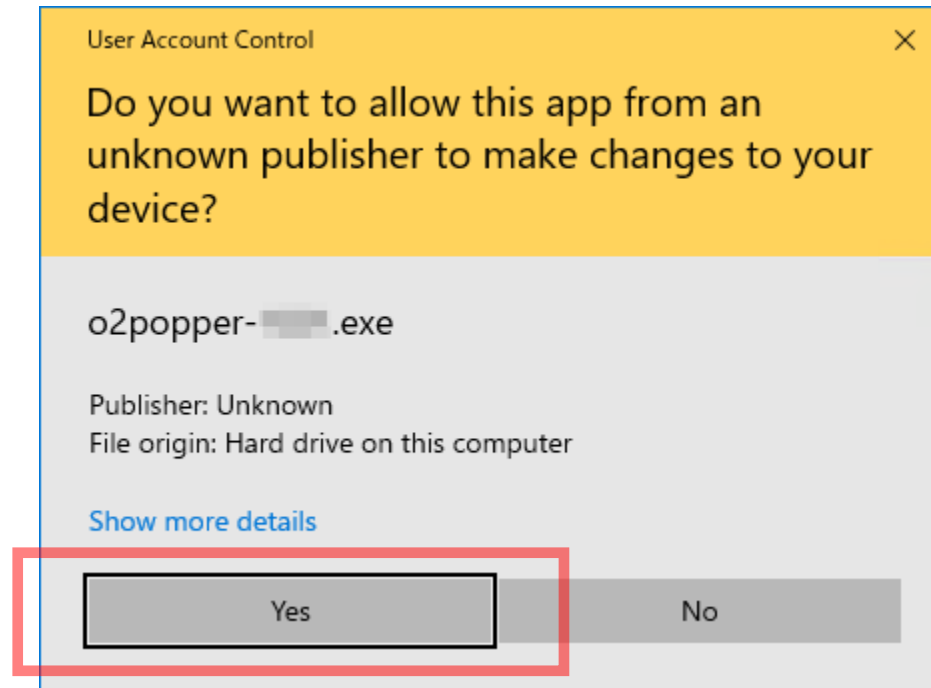 User Account Control
Do you want to allow this app from an
unknown publisher to make changes to your
device?
o2popper- .exe
Publisher: Unknown
File origin: Hard drive on this computer
Show more details
Yes No